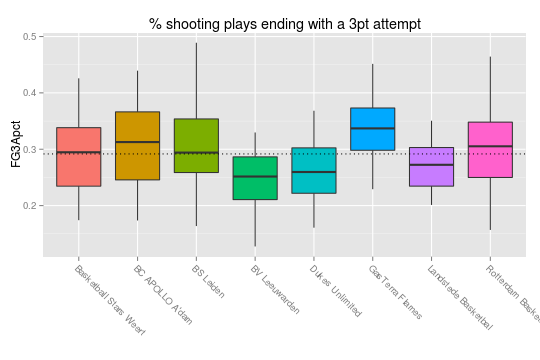 % shooting plays ending with a 3pt attempt
FG3Apct
0.5
0.4
0.3
0.2
Basketball Stars Weert
BC APOLLO A'dam
BS Leiden
BV Leeuwarden
Dukes Unlimited
GasTerra Flames
Landstede Basketbal
Rotterdam Baske